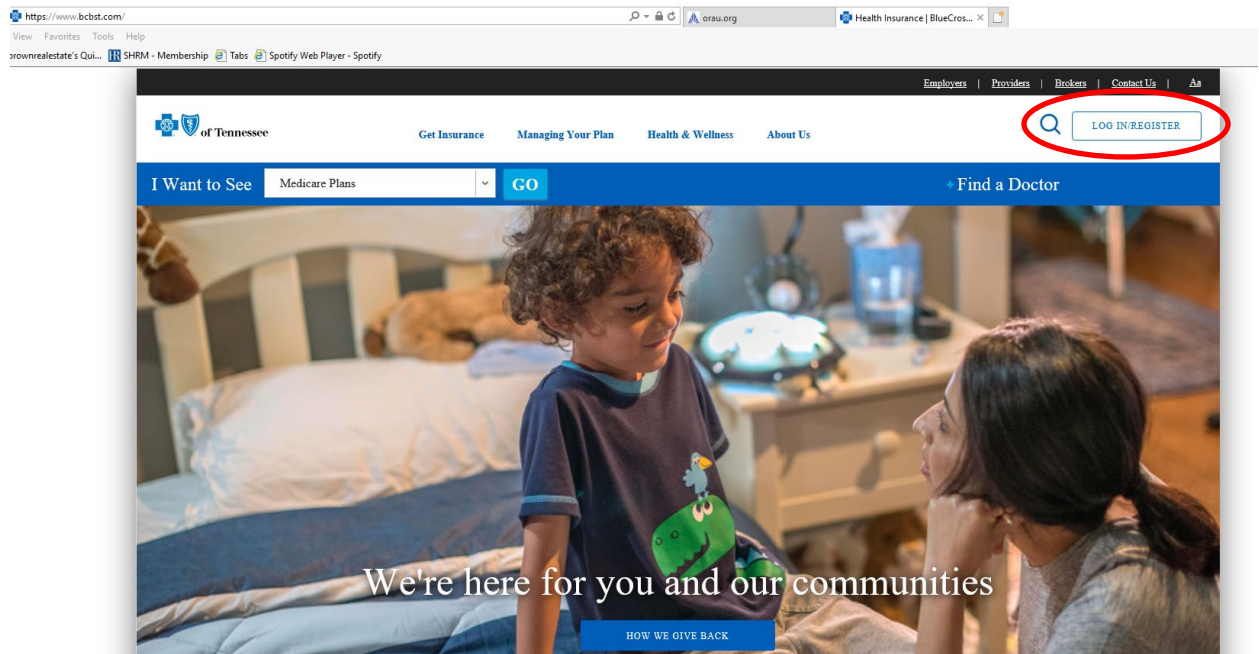 https://www.bcbst.com/
orau.org
Health Insurance | BlueCros...
View Favorites Tools Help
prownrealestate's Qui... SHRM - Membership Tabs Spotify Web Player - Spotify
Employers | Providers | Brokers | Contact Us | Aa
of Tennessee Get Insurance Managing Your Plan Health & Wellness About Us LOG IN/REGISTER
I Want to See Medicare Plans GO + Find a Doctor
We're here for you and our communities
HOW WE GIVE BACK